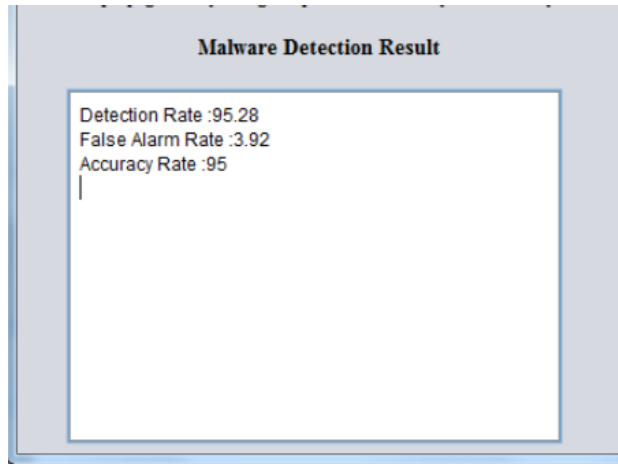 Malware Detection Result
Detection Rate :95.28
False Alarm Rate :3.92
Accuracy Rate :95